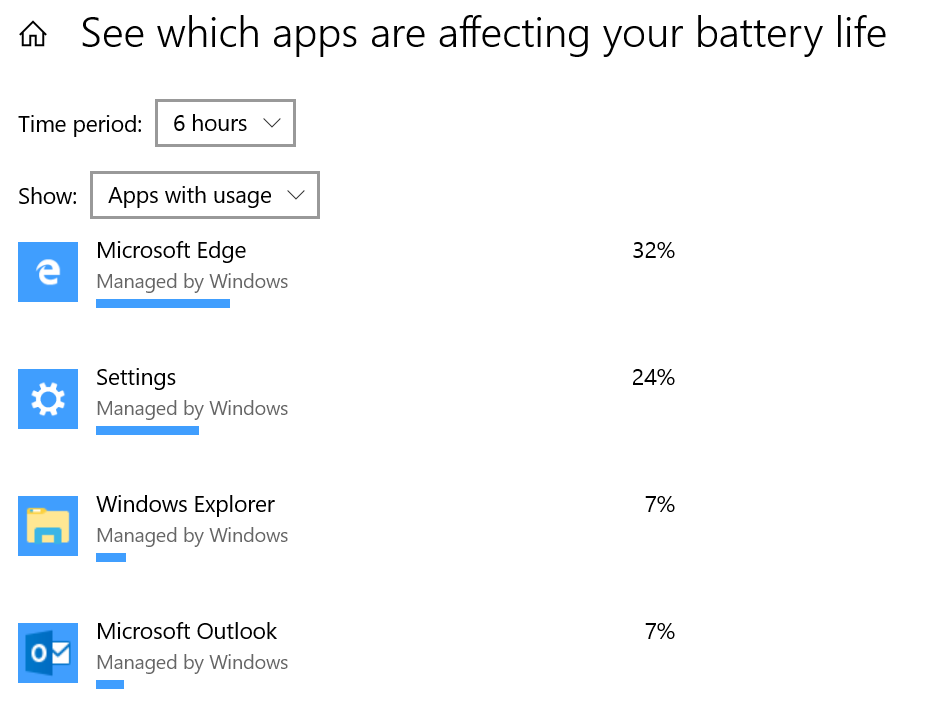 See which apps are affecting your battery life
Time period: 6 hours
Show: Apps with usage
Microsoft Edge 32%
Managed by Windows
Settings 24%
Managed by Windows
Windows Explorer 7%
Managed by Windows
Microsoft Outlook 7%
Managed by Windows